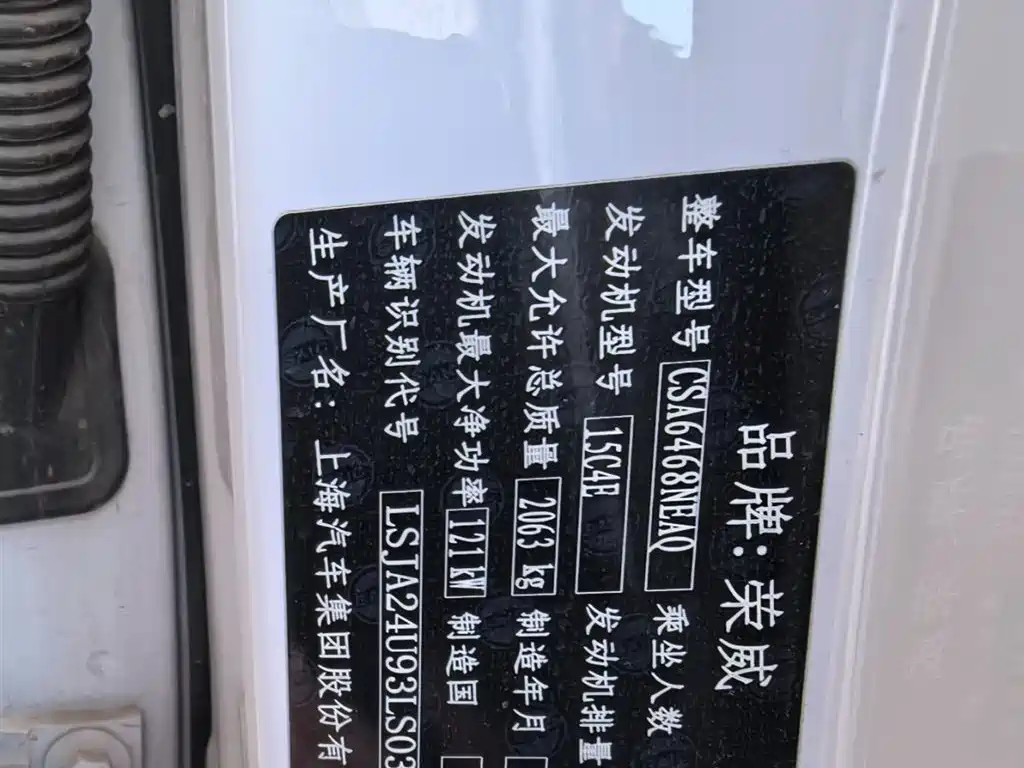 品牌: 荣威
整车型号 CSA6468NEAQ 乘坐人数
发动机型号 15C4E 发动机排量
最大允许总质量 2063 kg 制造年月
发动机最大净功率 121kW 制造国
车辆识别代号 LSJA24U93LS03
生产厂名: 上海汽车集团股份有